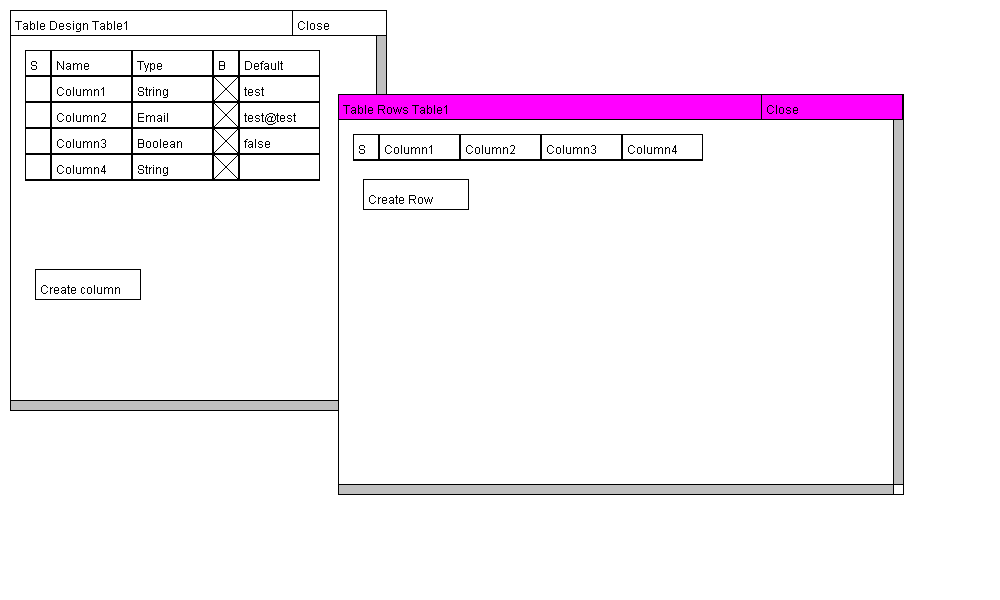 Table Design Table1 Close
S Name Type B Default
Column1 String test
Column2 Email test@test
Column3 Boolean false
Column4 String
Create column
Table Rows Table1 Close
S Column1 Column2 Column3 Column4
Create Row